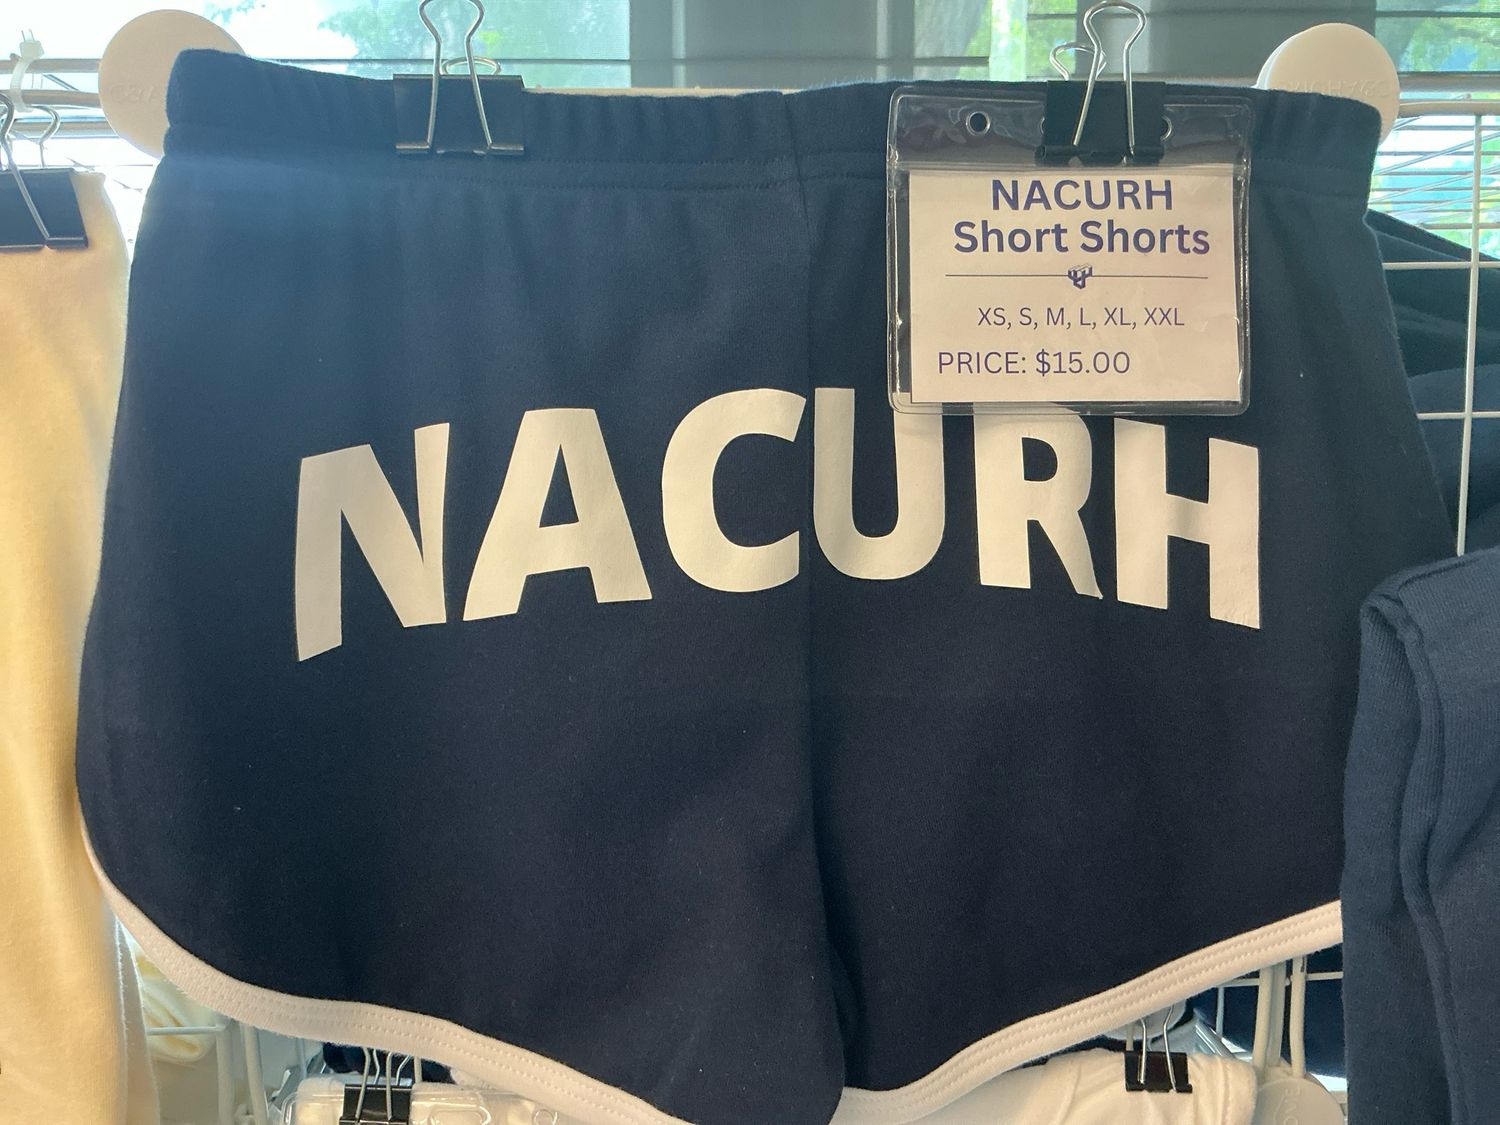 NACURH
Short Shorts
XS, S, M, L, XL, XXL
PRICE: $15.00
NACURH